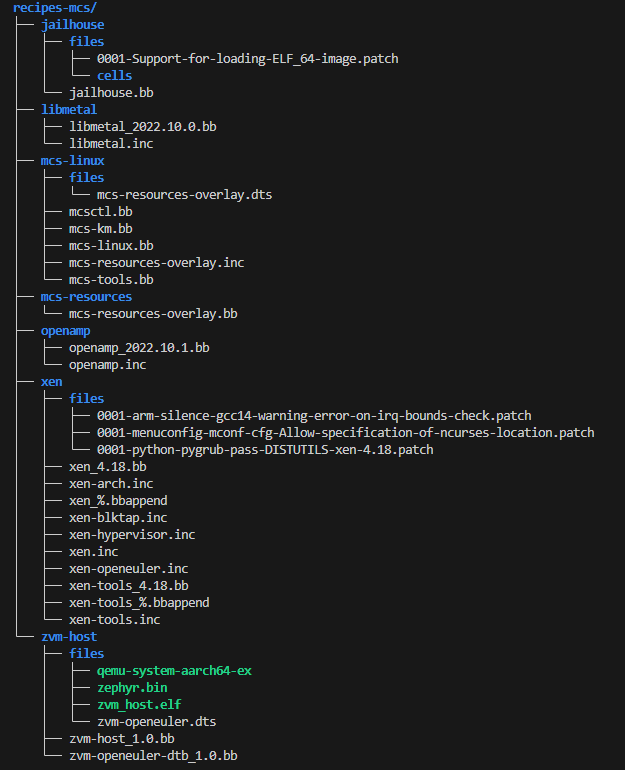 recipes-mcs/
├── jailhouse
│   ├── files
│   │   ├── 0001-Support-for-loading-ELF_64-image.patch
│   │   └── cells
│   └── jailhouse.bb
├── libmetal
│   ├── libmetal_2022.10.0.bb
│   └── libmetal.inc
├── mcs-linux
│   ├── files
│   │   └── mcs-resources-overlay.dts
│   ├── mcsctl.bb
│   ├── mcs-km.bb
│   ├── mcs-linux.bb
│   ├── mcs-resources-overlay.inc
│   └── mcs-tools.bb
├── mcs-resources
│   └── mcs-resources-overlay.bb
├── openamp
│   ├── openamp_2022.10.1.bb
│   └── openamp.inc
├── xen
│   ├── files
│   │   ├── 0001-arm-silence-gcc14-warning-error-on-irq-bounds-check.patch
│   │   ├── 0001-menuconfig-mconf-cfg-Allow-specification-of-ncurses-location.patch
│   │   └── 0001-python-pygrub-pass-DISTUTILS-xen-4.18.patch
│   ├── xen_4.18.bb
│   ├── xen-arch.inc
│   ├── xen_%.bbappend
│   ├── xen-blktap.inc
│   ├── xen-hypervisor.inc
│   ├── xen.inc
│   ├── xen-openeuler.inc
│   ├── xen-tools_4.18.bb
│   ├── xen-tools_%.bbappend
│   └── xen-tools.inc
└── zvm-host
    ├── files
    │   ├── qemu-system-aarch64-ex
    │   ├── zephyr.bin
    │   ├── zvm_host.elf
    │   └── zvm-openeuler.dts
    ├── zvm-host_1.0.bb
    └── zvm-openeuler-dtb_1.0.bb